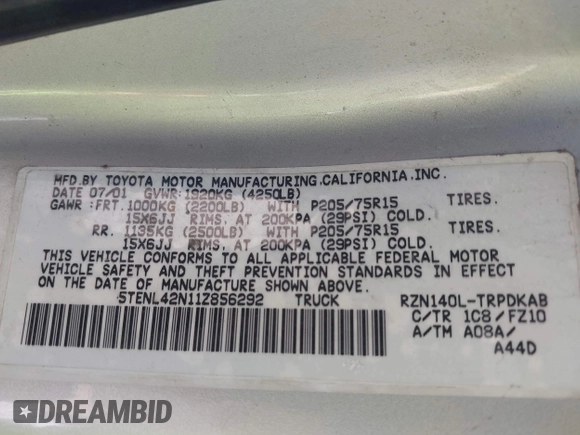 MFD.BY TOYOTA MOTOR MANUFACTURING,CALIFORNIA,INC.
DATE 07/01 GVWR:1920KG (4250LB)
GAWR :FRT.1000KG (2200LB) WITH P205/75R15 TIRES.
15X6JJ RIMS, AT 200KPA (29PSI) COLD.
RR. 1135KG (2500LB) WITH P205/75R15 TIRES.
15X6JJ RIMS, AT 200KPA (29PSI) COLD.
THIS VEHICLE CONFORMS TO ALL APPLICABLE FEDERAL MOTOR
VEHICLE SAFETY AND THEFT PREVENTION STANDARDS IN EFFECT
ON THE DATE OF MANUFACTURE SHOWN ABOVE.
5TENL42N11Z856292 TRUCK RZN140L-TRPDKAB
C/TR 1C8 / FZ10
A/TM A08A/
A44D
DREAMBID